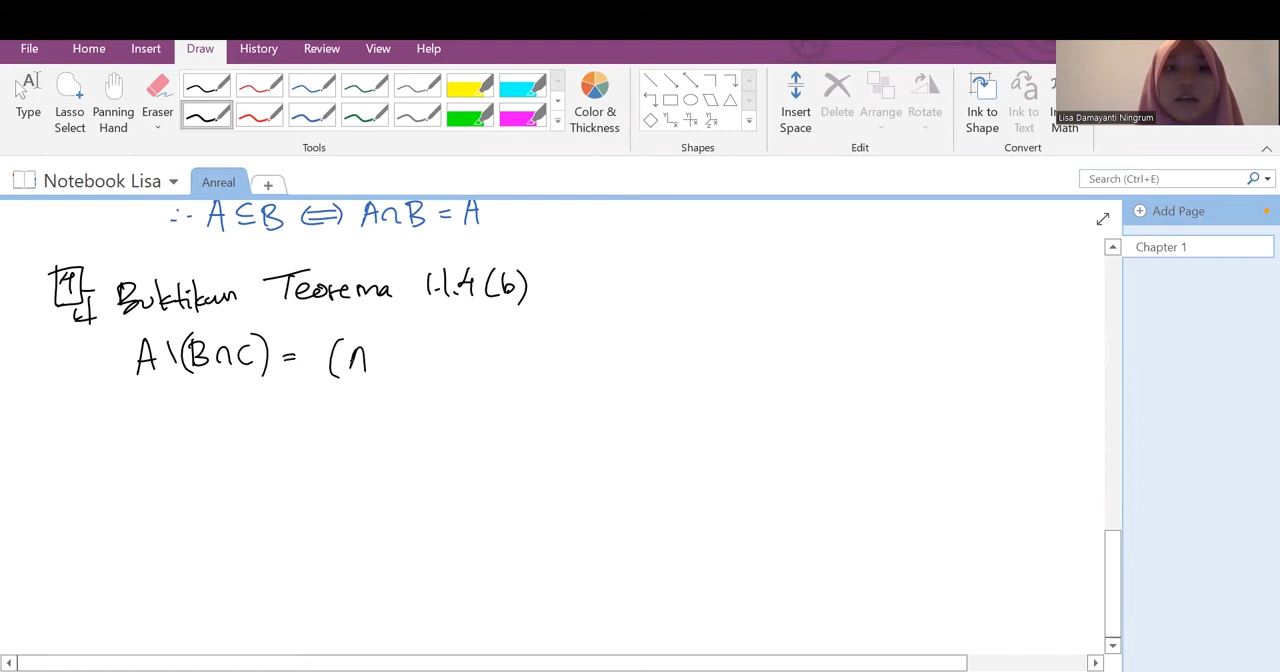 File Home Insert Draw History Review View Help
Type Lasso Select Panning Hand Eraser Color & Thickness Insert Space Delete Arrange Rotate Ink to Shape Ink to Text Math
Tools Shapes Edit Convert
Lisa Damayanti Ningrum
Notebook Lisa Anreal Search (Ctrl+E)
Add Page
Chapter 1
∴ A ⊆ B ⟺ A ∩ B = A
4 Buktikan Teorema 1.1.4 (b)
A \ (B ∩ C) = (